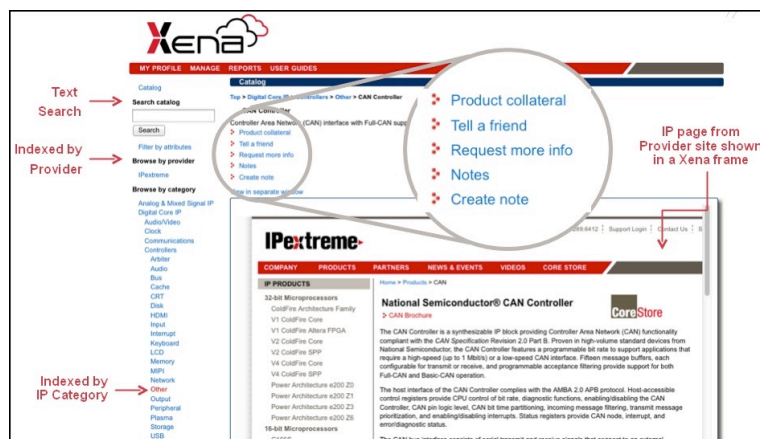 Xena
MY PROFILE MANAGE REPORTS USER GUIDES
Catalog
Catalog
Top > Digital Core IP > Controllers > Other > CAN Controller
Text Search
Search catalog
CAN Controller
Controller Area Network (CAN) interface with Full-CAN supp
Search
Product collateral
Tell a friend
Request more info
Notes
Create note
View in separate window
Product collateral
Tell a friend
Request more info
Notes
Create note
IP page from
Provider site shown
in a Xena frame
Filter by attributes
Indexed by
Provider
Browse by provider
IPextreme
Browse by category
Analog & Mixed Signal IP
Digital Core IP
Audio/Video
Clock
Communications
Controllers
Arbiter
Audio
Bus
Cache
CRT
Disk
HDMI
Input
Interrupt
Keyboard
LCD
Memory
MIPI
Network
Other
Output
Peripheral
Plasma
Storage
USB
Indexed by
IP Category
IPextreme
Support Login Contact Us S
COMPANY PRODUCTS PARTNERS NEWS & EVENTS VIDEOS CORE STORE
IP PRODUCTS
32-bit Microprocessors
ColdFire Architecture Family
V1 ColdFire Core
V1 ColdFire Altera FPGA
V2 ColdFire Core
V2 ColdFire SPP
V4 ColdFire Core
V4 ColdFire SPP
Power Architecture e200 Z0
Power Architecture e200 Z1
Power Architecture e200 Z3
Power Architecture e200 Z6
16-bit Microprocessors
Home > Products > CAN
National Semiconductor® CAN Controller
CAN Brochure
CoreStore
The CAN Controller is a synthesizable IP block providing Controller Area Network (CAN) functionality
compliant with the CAN Specification Revision 2.0 Part B. Proven in high-volume standard devices from
National Semiconductor, the CAN Controller features a programmable bit rate to support applications that
require a high-speed (up to 1 Mbit/s) or a low-speed CAN interface. Fifteen message buffers, each
configurable for transmit or receive, and programmable acceptance filtering provide support for both
Full-CAN and Basic-CAN operation.
The host interface of the CAN Controller complies with the AMBA 2.0 APB protocol. Host-accessible
control registers provide CPU control of bit rate, diagnostic functions, enabling/disabling the CAN
Controller, CAN pin logic level, CAN bit time partitioning, incoming message filtering, transmit message
prioritization, and enabling/disabling interrupts. Status registers provide CAN node, interrupt, and
error/diagnostic status.